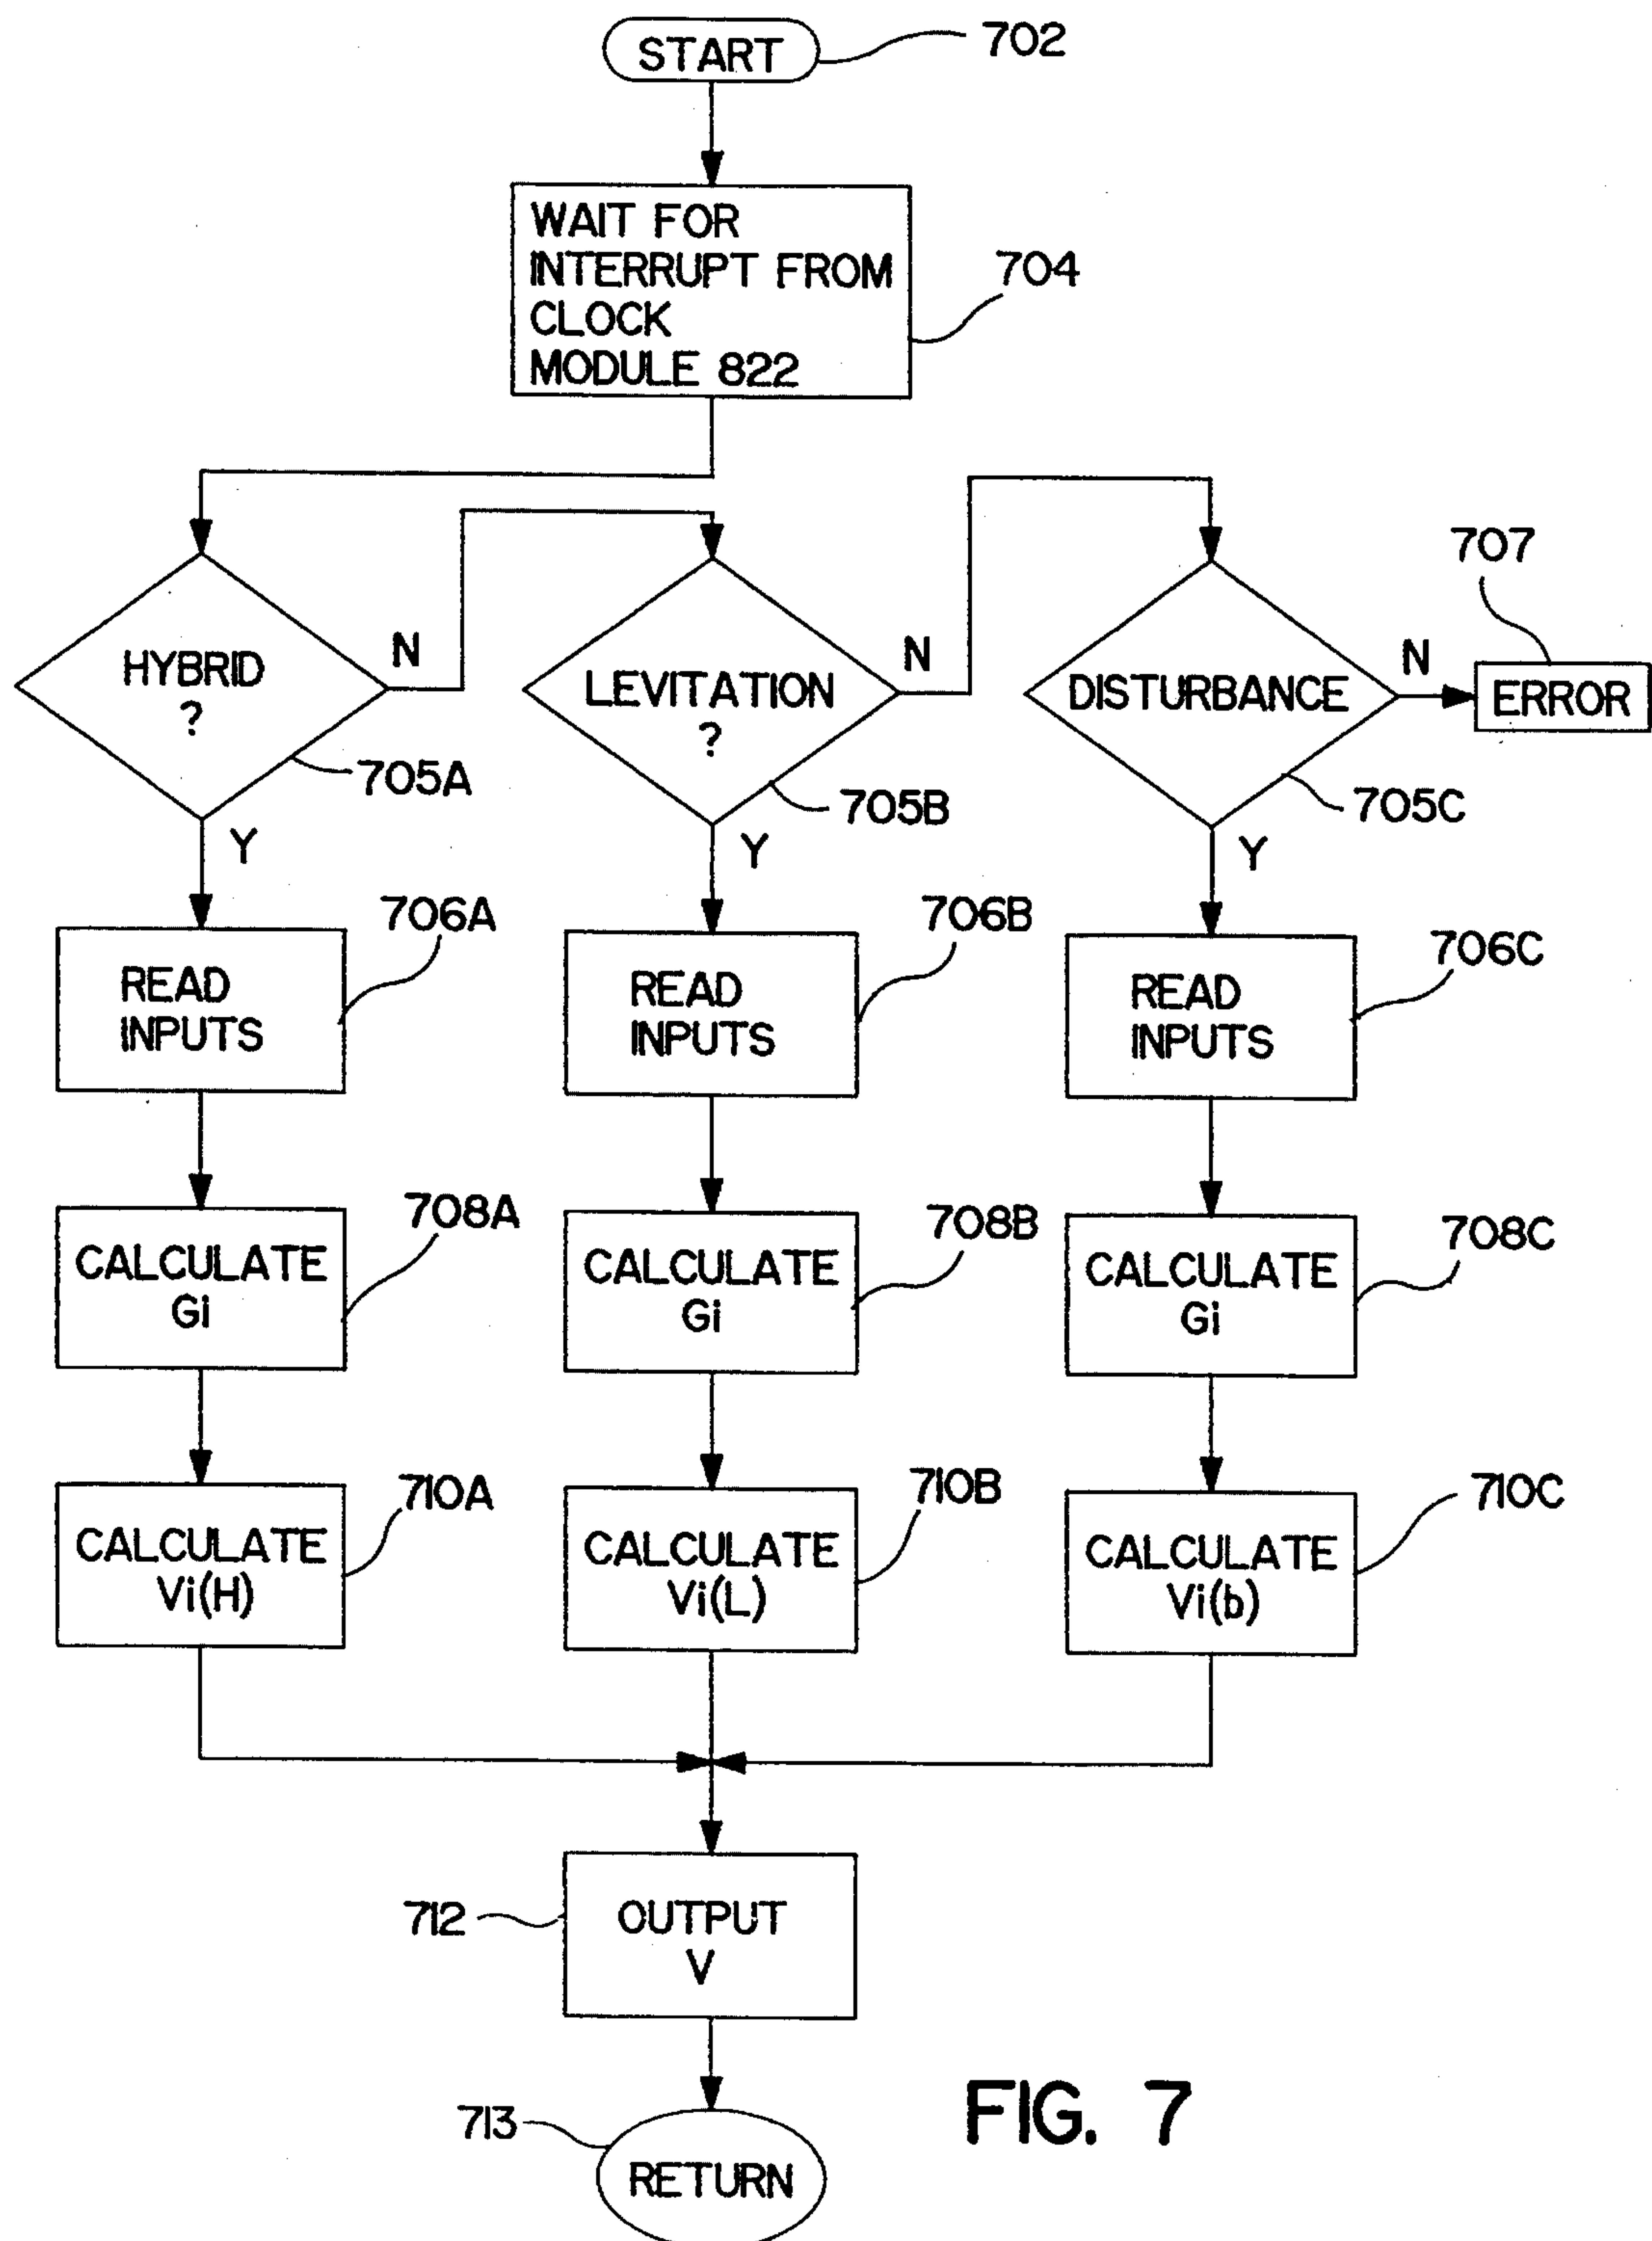 START
702
WAIT FOR
INTERRUPT FROM
CLOCK
MODULE 822
704
HYBRID
?
N
705A
Y
LEVITATION
?
N
705B
Y
DISTURBANCE
N
705C
Y
707
ERROR
READ
INPUTS
706A
READ
INPUTS
706B
READ
INPUTS
706C
CALCULATE
Gi
708A
CALCULATE
Gi
708B
CALCULATE
Gi
708C
CALCULATE
Vi(H)
710A
CALCULATE
Vi(L)
710B
CALCULATE
Vi(b)
710C
712
OUTPUT
V
713
RETURN
FIG. 7